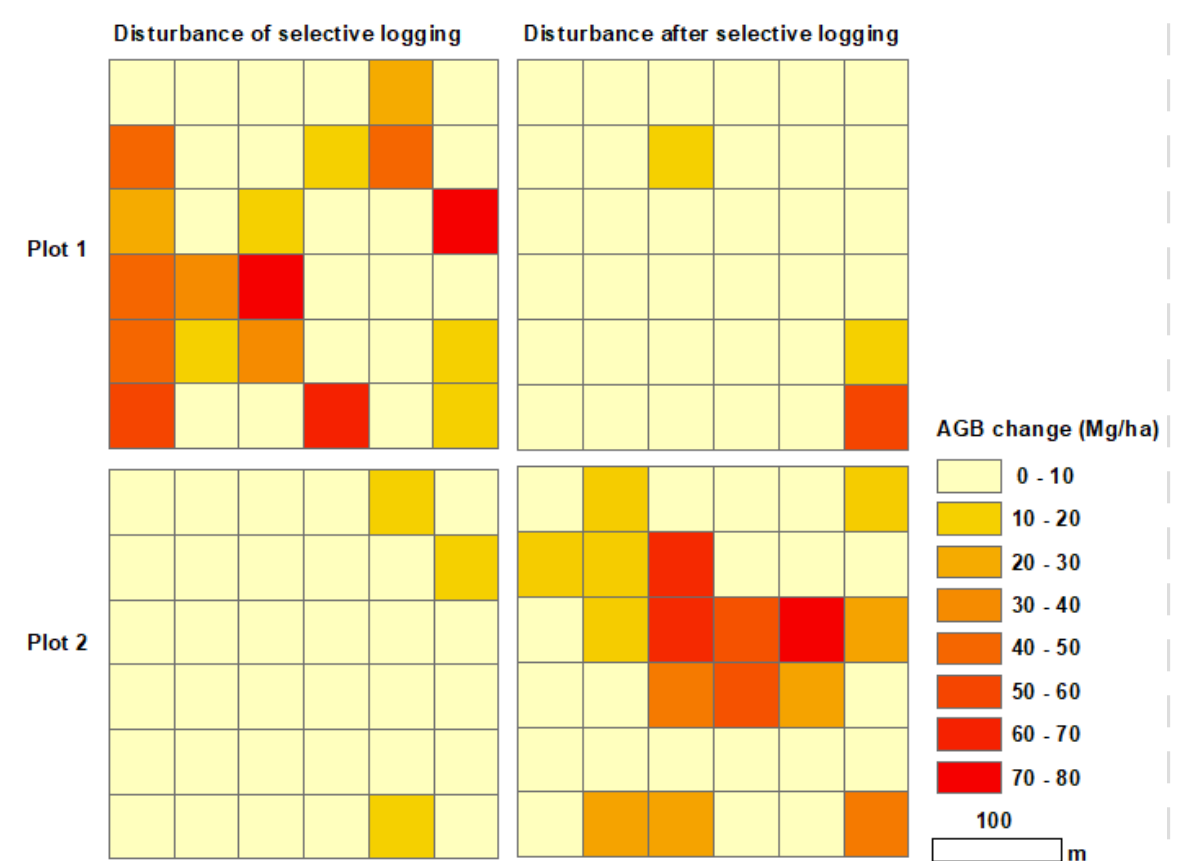 Disturbance of selective logging
Disturbance after selective logging
Plot 1
Plot 2
AGB change (Mg/ha)
0 - 10
10 - 20
20 - 30
30 - 40
40 - 50
50 - 60
60 - 70
70 - 80
100
m